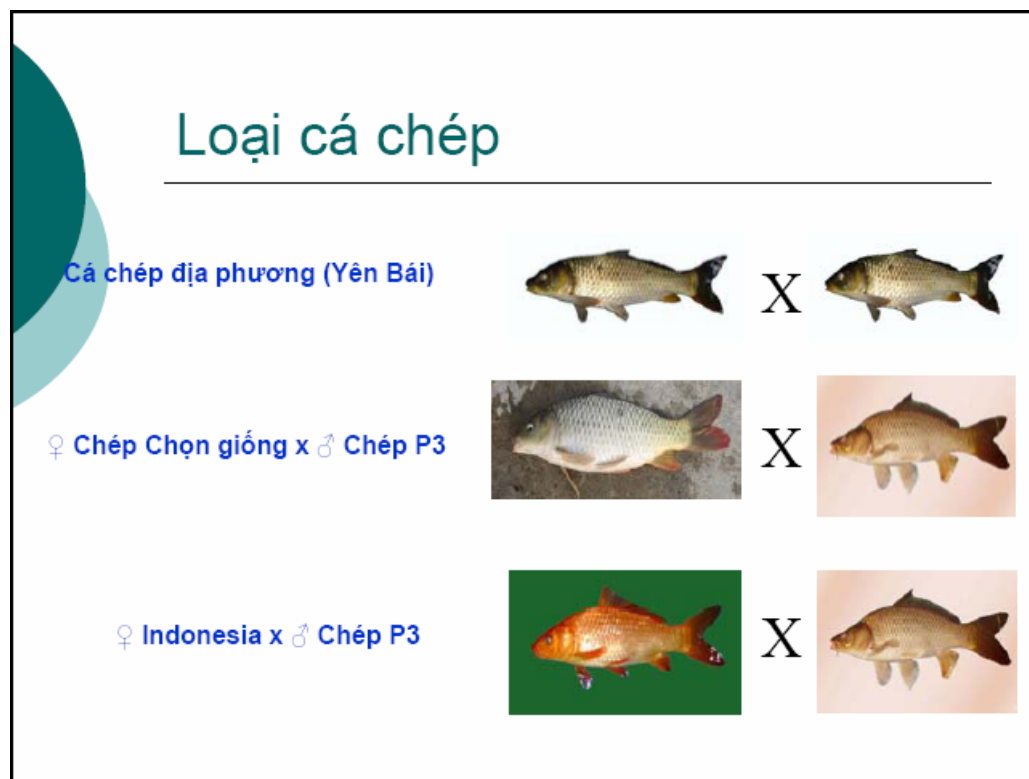 Loại cá chép
Cá chép địa phương (Yên Bái)
X
♀ Chép Chọn giống x ♂ Chép P3
X
♀ Indonesia x ♂ Chép P3
X